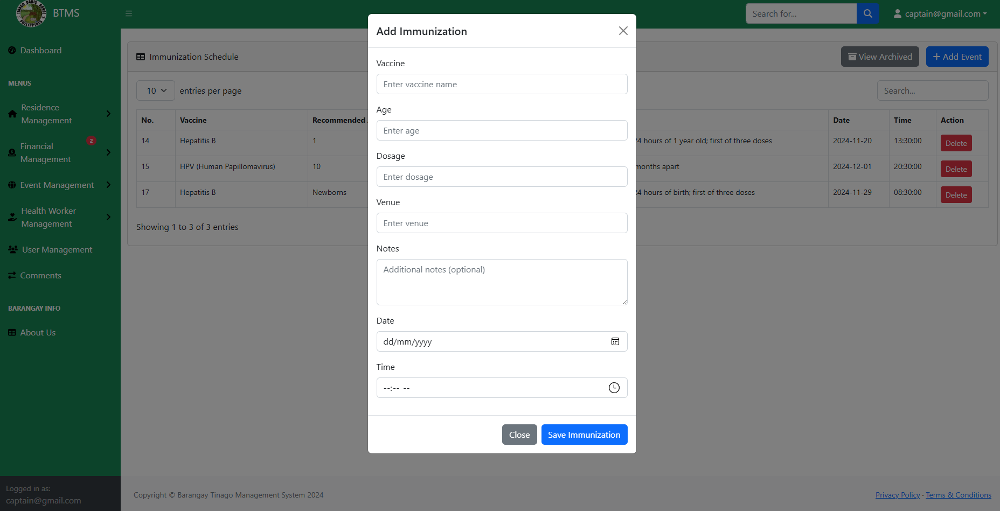 TINAGO DAUIS BOHOL
PHILIPPINES
BTMS
Search for...
captain@gmail.com
Dashboard
MENUS
Residence
Management
Financial
Management
2
Event Management
Health Worker
Management
User Management
Comments
BARANGAY INFO
About Us
Logged in as:
captain@gmail.com
Immunization Schedule
View Archived
Add Event
10
entries per page
Search...
No.
Vaccine
Recommended
Date
Time
Action
14
Hepatitis B
1
24 hours of 1 year old; first of three doses
2024-11-20
13:30:00
Delete
15
HPV (Human Papillomavirus)
10
months apart
2024-12-01
20:30:00
Delete
17
Hepatitis B
Newborns
24 hours of birth; first of three doses
2024-11-29
08:30:00
Delete
Showing 1 to 3 of 3 entries
Add Immunization
Vaccine
Enter vaccine name
Age
Enter age
Dosage
Enter dosage
Venue
Enter venue
Notes
Additional notes (optional)
Date
dd/mm/yyyy
Time
--:-- --
Close
Save Immunization
Copyright © Barangay Tinago Management System 2024
Privacy Policy · Terms & Conditions